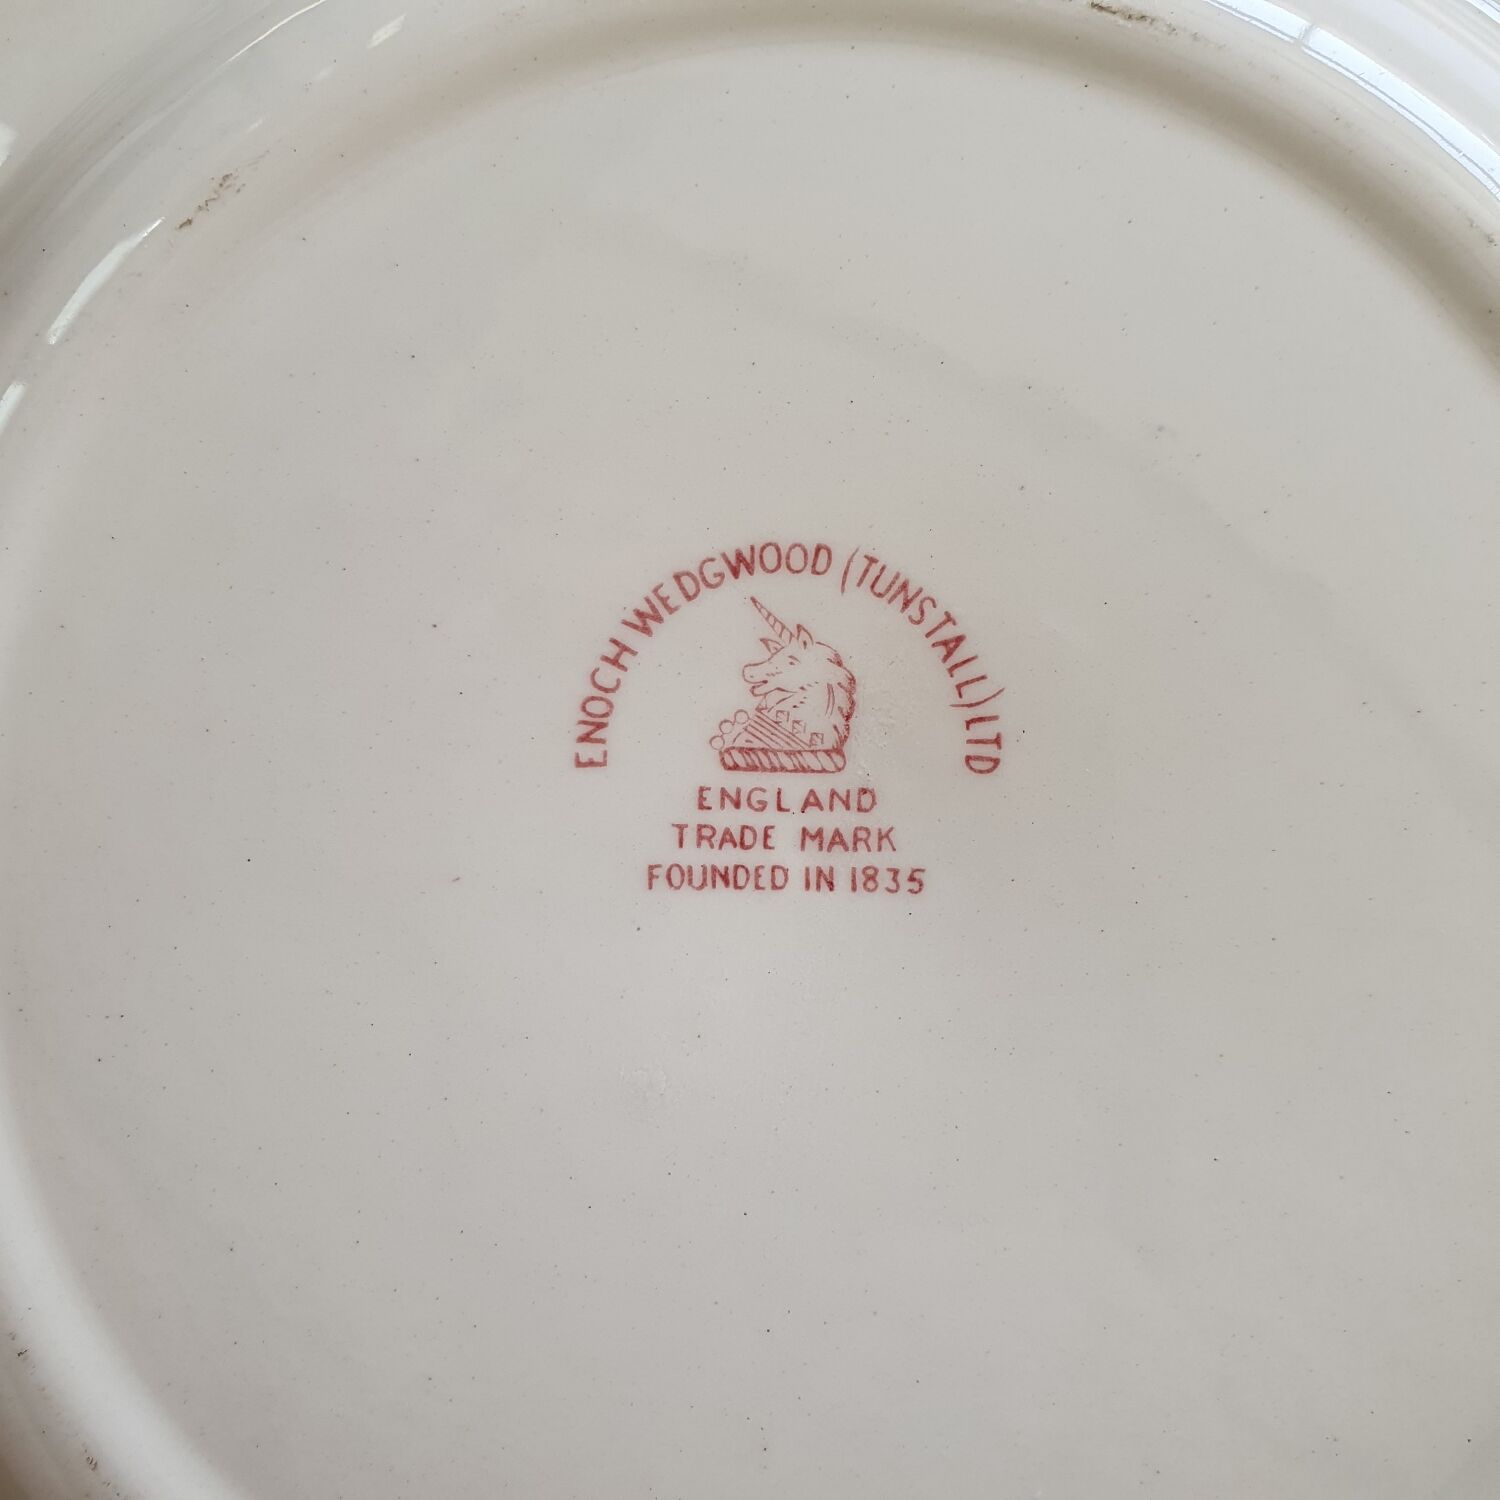 ENOCH WEDGWOOD (TUNSTALL) LTD
ENGLAND
TRADE MARK
FOUNDED IN 1835